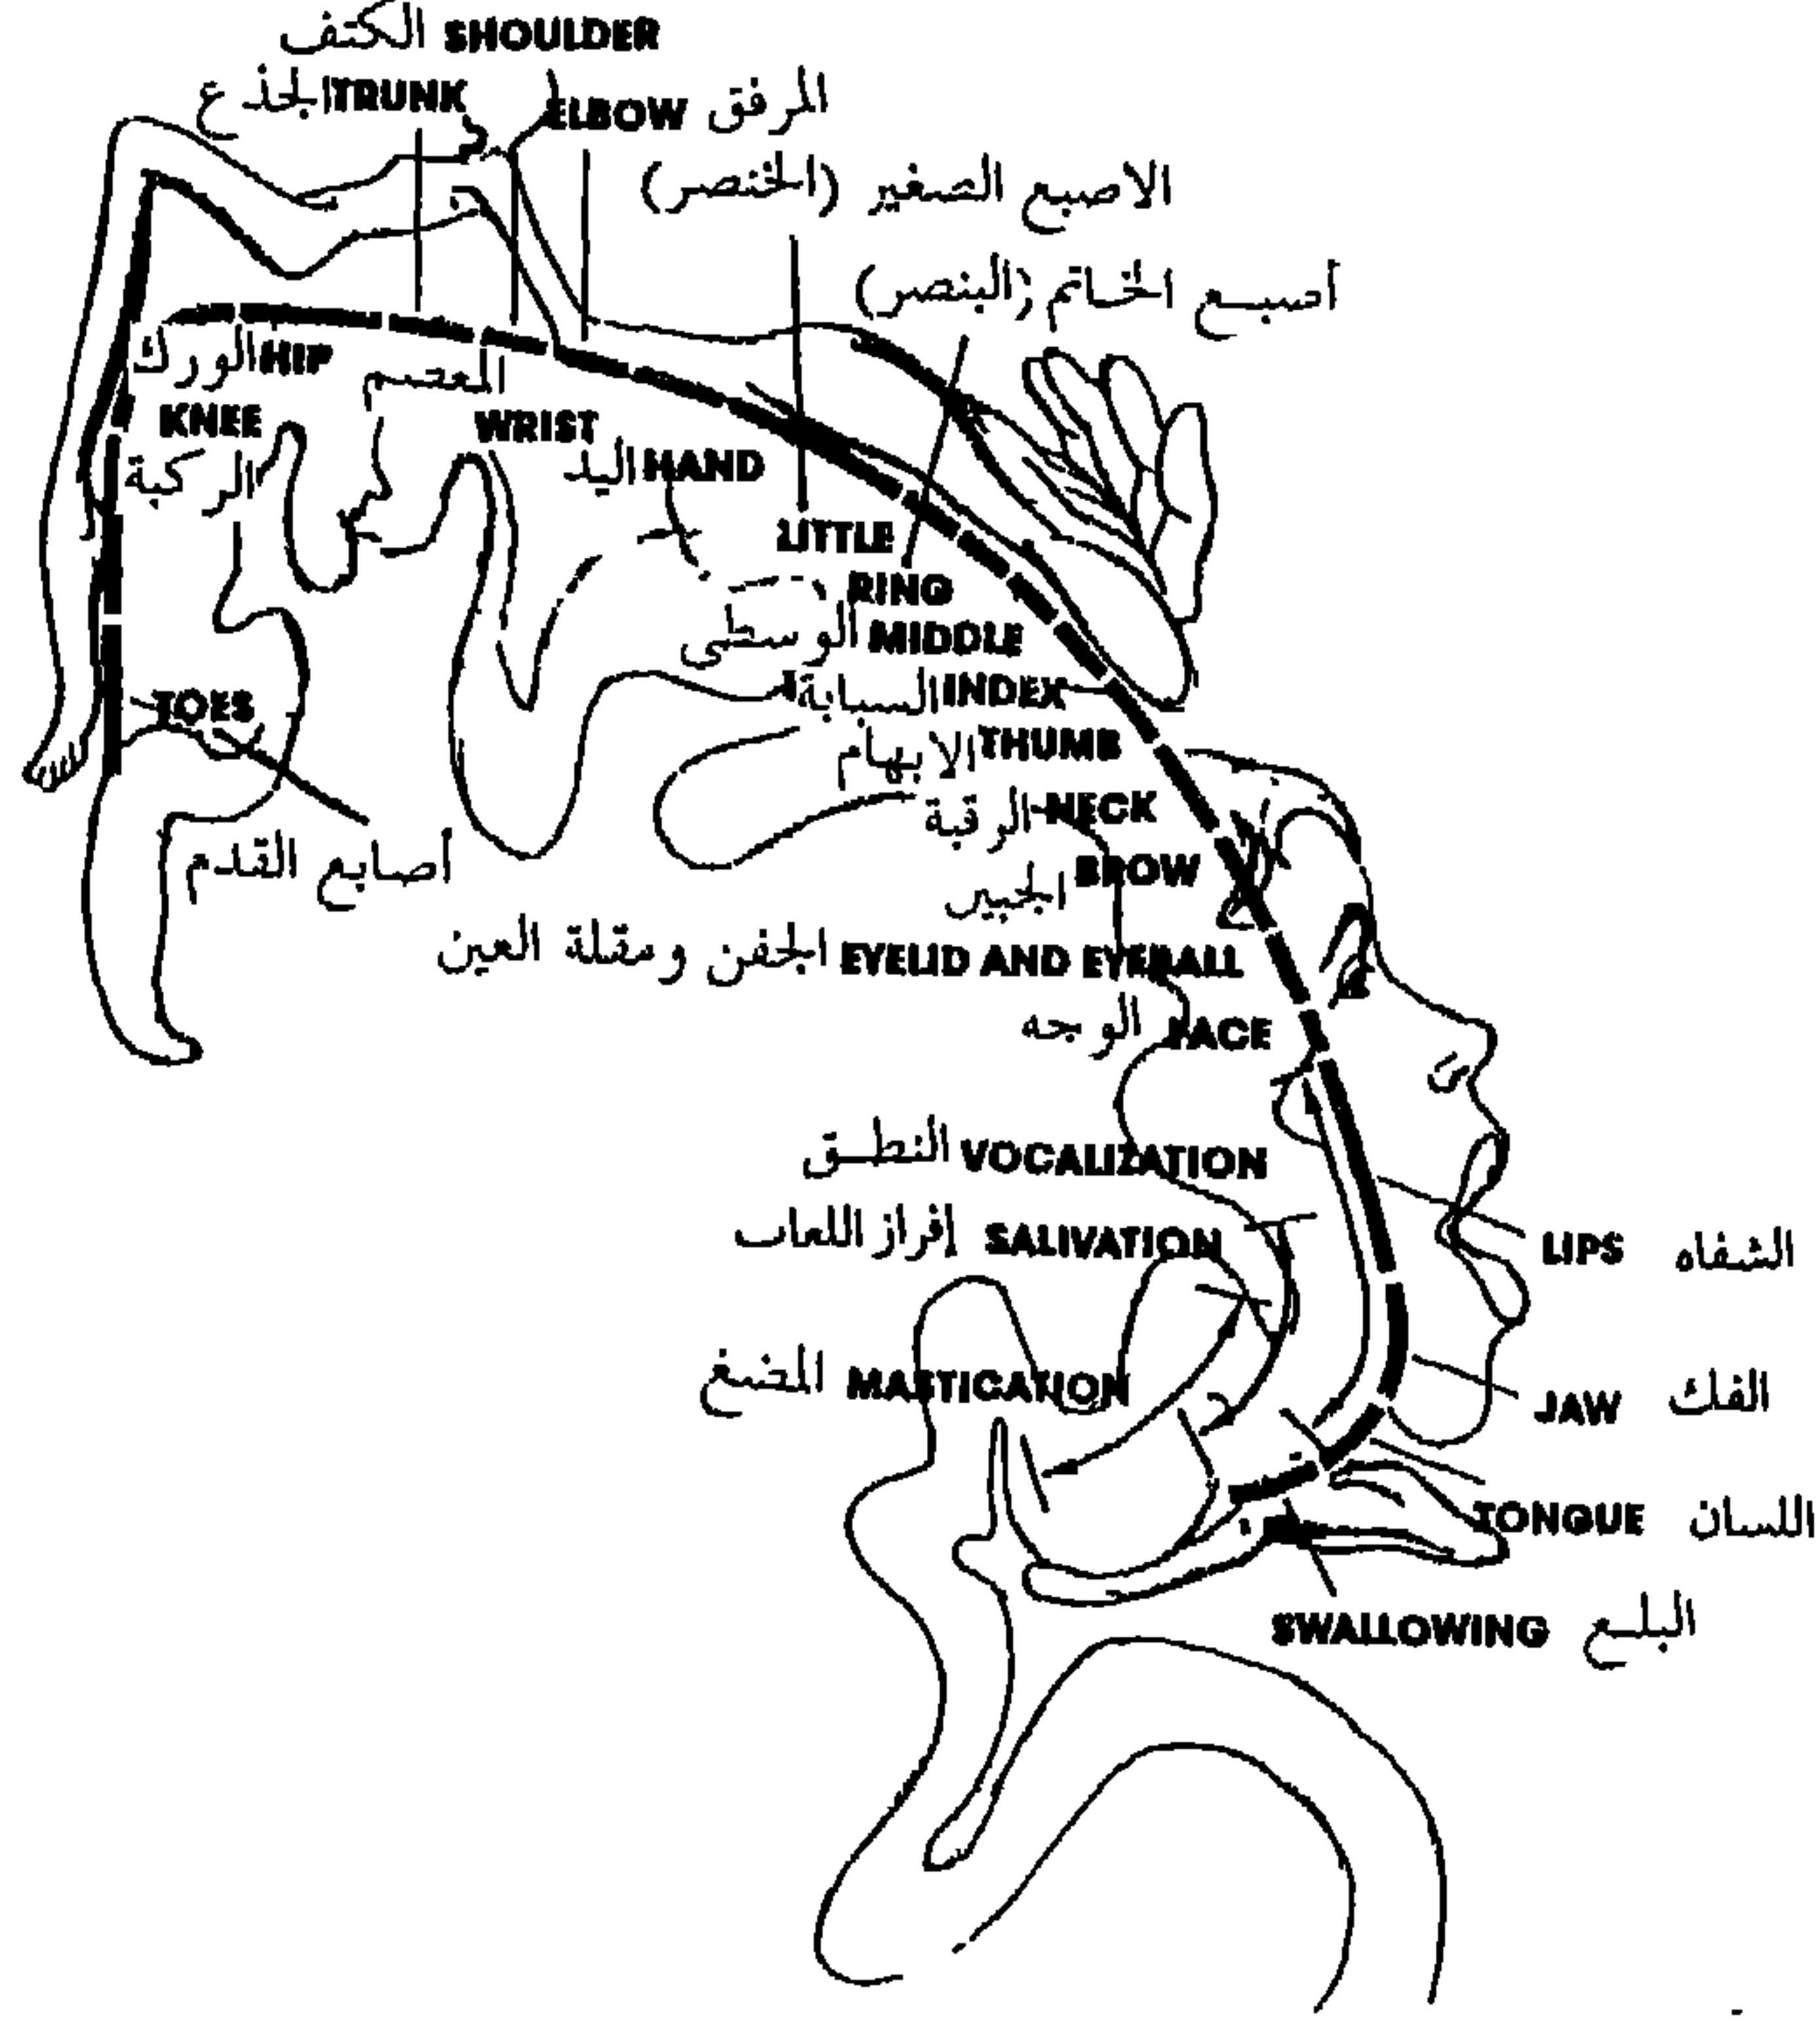 الكتف SHOULDER
الجذع TRUNK
ELBOW المرفق
الاصبع الصغير (الخنصر)
أصبع الخاتم (البنصر)
الورك HIP
المعصم
KNEE
WRIST
الركبة
اليد HAND
LITTLE
RING
الوسطى MIDDLE
TOES
السبابة INDEX
الابهام THUMB
الرقبة NECK
أصابع القدم
الجبين BROW
الجفن ومقلة العين EYELID AND EYEBALL
الوجه FACE
النطق VOCALIZATION
إفراز اللعاب SALIVATION
LIPS الشفاه
المضغ MASTICATION
JAW الفك
TONGUE اللسان
SWALLOWING البلع